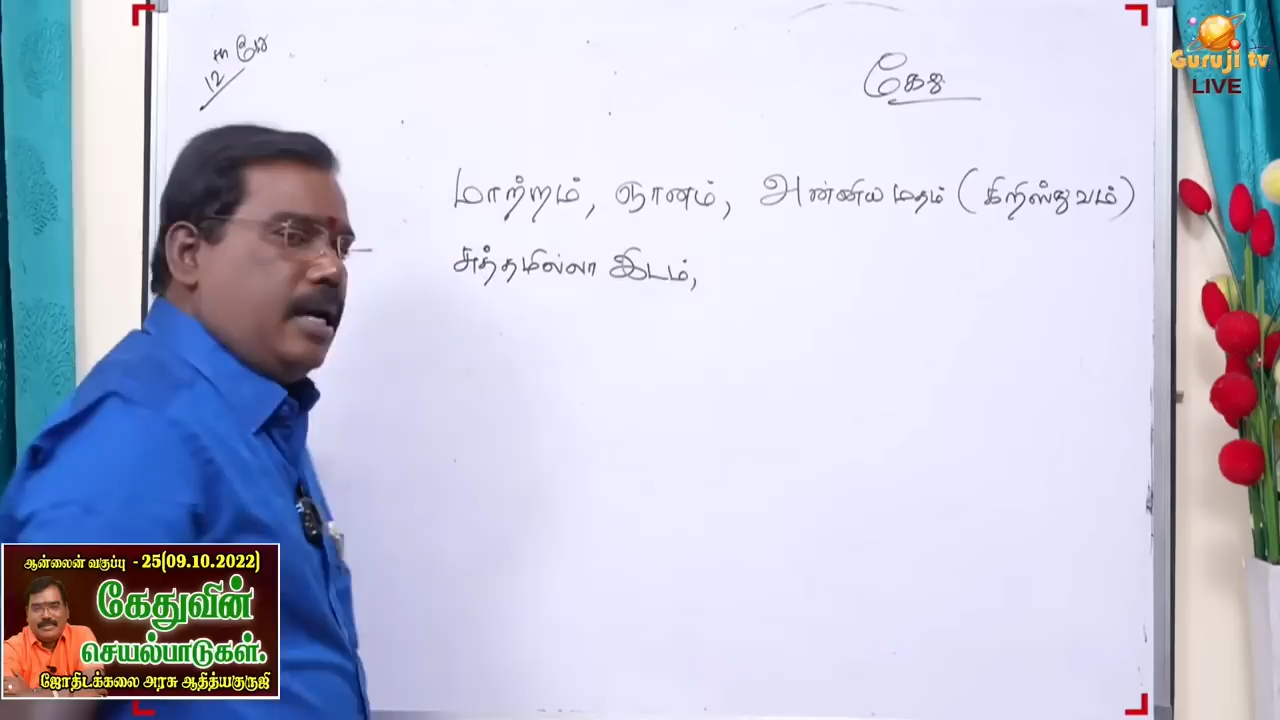 Guruji tv
LIVE
12
கேது
மாற்றம், ஞானம், அன்னிய மதம் (கிறிஸ்துவம்)
சுத்தமில்லா இடம்,
ஆன்லைன் வகுப்பு - 25(09.10.2022)
கேதுவின்
செயல்பாடுகள்.
ஜோதிடக்கலை அரசு ஆதித்யகுருஜி